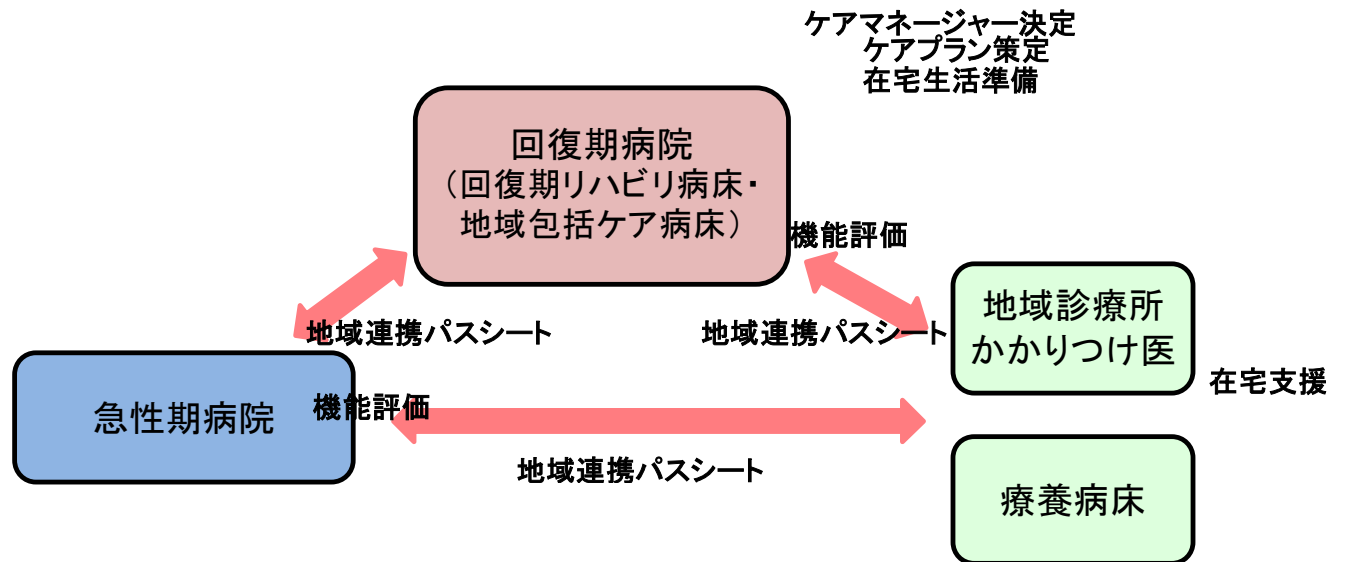 ケアマネージャー決定
ケアプラン策定
在宅生活準備
回復期病院
（回復期リハビリ病床・
地域包括ケア病床）
機能評価
地域連携パスシート
地域連携パスシート
地域診療所
かかりつけ医
在宅支援
急性期病院
機能評価
地域連携パスシート
療養病床